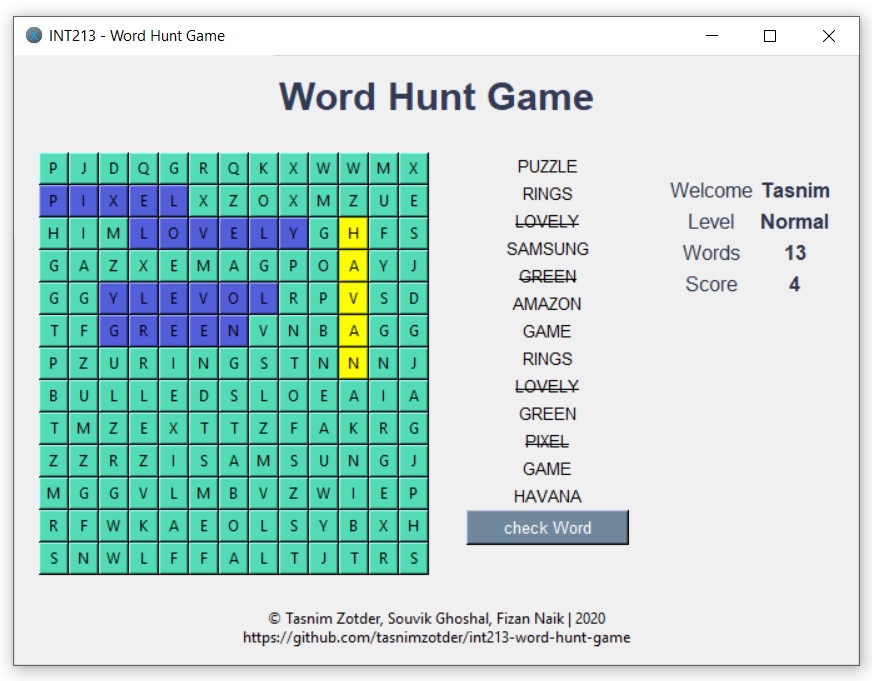 INT213 - Word Hunt Game
Word Hunt Game
P J D Q G R Q K X W W M X
P I X E L X Z O X M Z U E
H I M L O V E L Y G H F S
G A Z X E M A G P O A Y J
G G Y L E V O L R P V S D
T F G R E E N V N B A G G
P Z U R I N G S T N N N J
B U L L E D S L O E A I A
T M Z E X T T Z F A K R G
Z Z R Z I S A M S U N G J
M G G V L M B V Z W I E P
R F W K A E O L S Y B X H
S N W L F F A L T J T R S
PUZZLE
RINGS
LOVELY
SAMSUNG
GREEN
AMAZON
GAME
RINGS
LOVELY
GREEN
PIXEL
GAME
HAVANA
check Word
Welcome Tasnim
Level Normal
Words 13
Score 4
© Tasnim Zotder, Souvik Ghoshal, Fizan Naik | 2020
https://github.com/tasnimzotder/int213-word-hunt-game